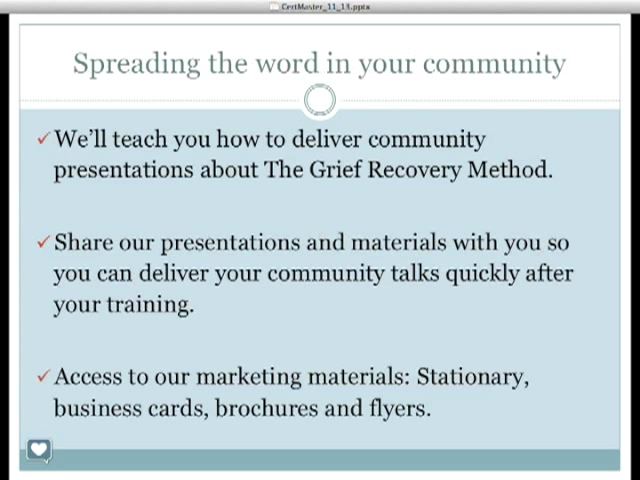 CertMaster_11_13.pptx
Spreading the word in your community
We'll teach you how to deliver community
presentations about The Grief Recovery Method.
Share our presentations and materials with you so
you can deliver your community talks quickly after
your training.
Access to our marketing materials: Stationary,
business cards, brochures and flyers.